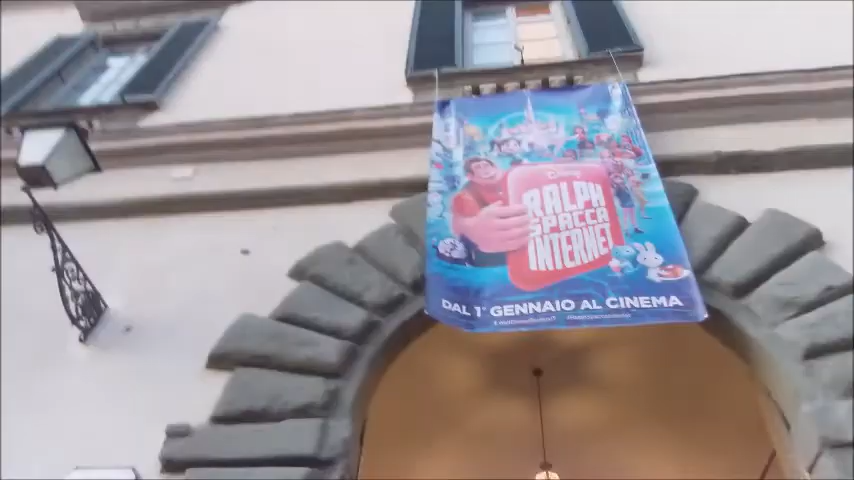 Disney
RALPH
SPACCA
INTERNET
DAL 1° GENNAIO AL CINEMA